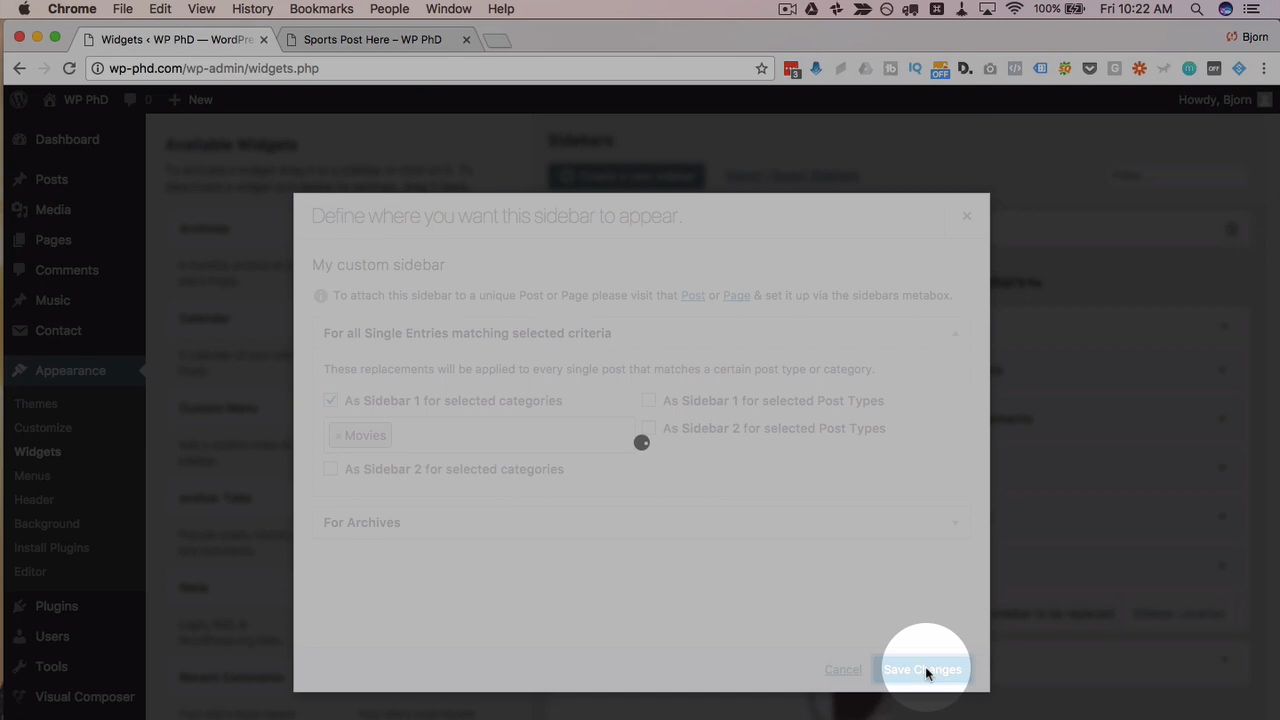 Chrome File Edit View History Bookmarks People Window Help 100% Fri 10:22 AM
Widgets ‹ WP PhD — WordPre Sports Post Here – WP PhD Bjorn
wp-phd.com/wp-admin/widgets.php 3 IQ OFF D. OFF
WP PhD 0 + New Howdy, Bjorn
Dashboard
Posts
Media
Pages
Comments
Music
Contact
Appearance
Themes
Customize
Widgets
Menus
Header
Background
Install Plugins
Editor
Plugins
Users
Tools
Visual Composer
Available Widgets
Sidebars
Define where you want this sidebar to appear. ×
My custom sidebar
To attach this sidebar to a unique Post or Page please visit that Post or Page & set it up via the sidebars metabox.
For all Single Entries matching selected criteria
These replacements will be applied to every single post that matches a certain post type or category.
As Sidebar 1 for selected categories As Sidebar 1 for selected Post Types
× Movies As Sidebar 2 for selected Post Types
As Sidebar 2 for selected categories
For Archives
Cancel Save Changes